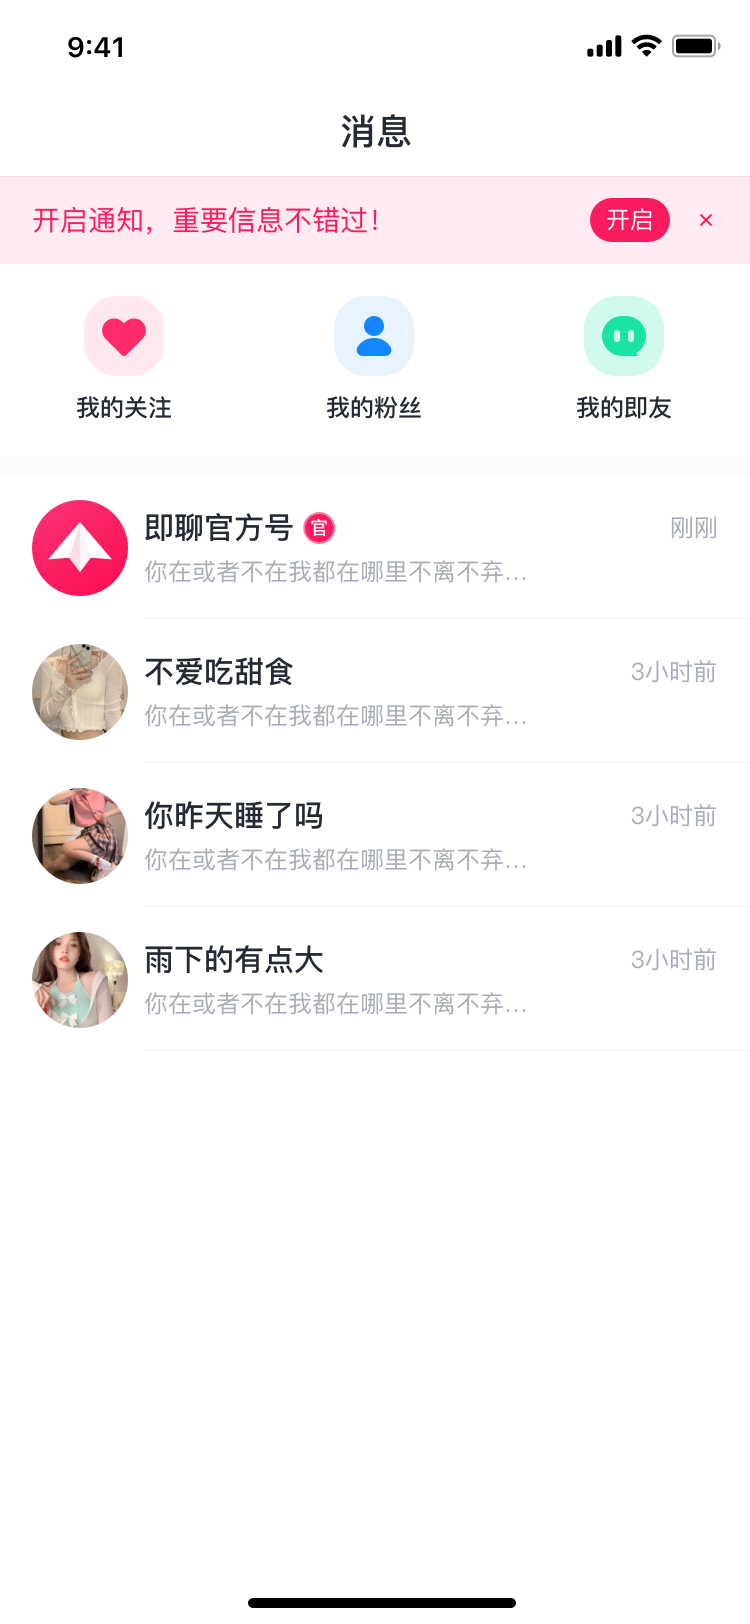 9:41
消息
开启通知，重要信息不错过！
开启
×
我的关注
我的粉丝
我的即友
即聊官方号 官
刚刚
你在或者不在我都在哪里不离不弃...
不爱吃甜食
3小时前
你在或者不在我都在哪里不离不弃...
你昨天睡了吗
3小时前
你在或者不在我都在哪里不离不弃...
雨下的有点大
3小时前
你在或者不在我都在哪里不离不弃...